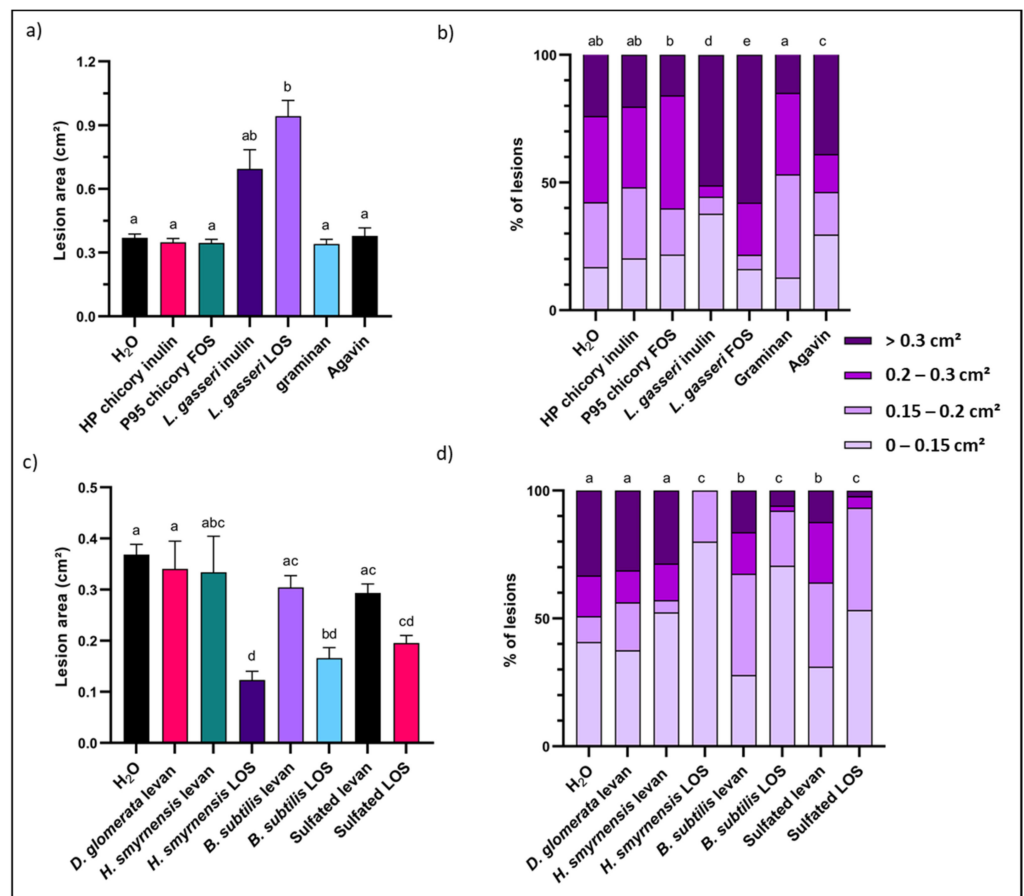 a)
Lesion area (cm²)
1.2
0.9
0.6
0.3
0.0
a
a
a
ab
b
a
a
H₂O
HP chicory inulin
P95 chicory FOS
L. gasseri inulin
L. gasseri LOS
graminan
Agavin
b)
% of lesions
100
50
0
ab
ab
b
d
e
a
c
H₂O
HP chicory inulin
P95 chicory FOS
L. gasseri inulin
L. gasseri FOS
Graminan
Agavin
> 0.3 cm²
0.2 – 0.3 cm²
0.15 – 0.2 cm²
0 – 0.15 cm²
c)
Lesion area (cm²)
0.5
0.4
0.3
0.2
0.1
0.0
a
a
abc
d
ac
bd
ac
cd
H₂O
D. glomerata levan
H. smyrnensis levan
H. smyrnensis LOS
B. subtilis levan
B. subtilis LOS
Sulfated levan
Sulfated LOS
d)
% of lesions
100
50
0
a
a
a
c
b
c
b
c
H₂O
D. glomerata levan
H. smyrnensis levan
H. smyrnensis LOS
B. subtilis levan
B. subtilis LOS
Sulfated levan
Sulfated LOS